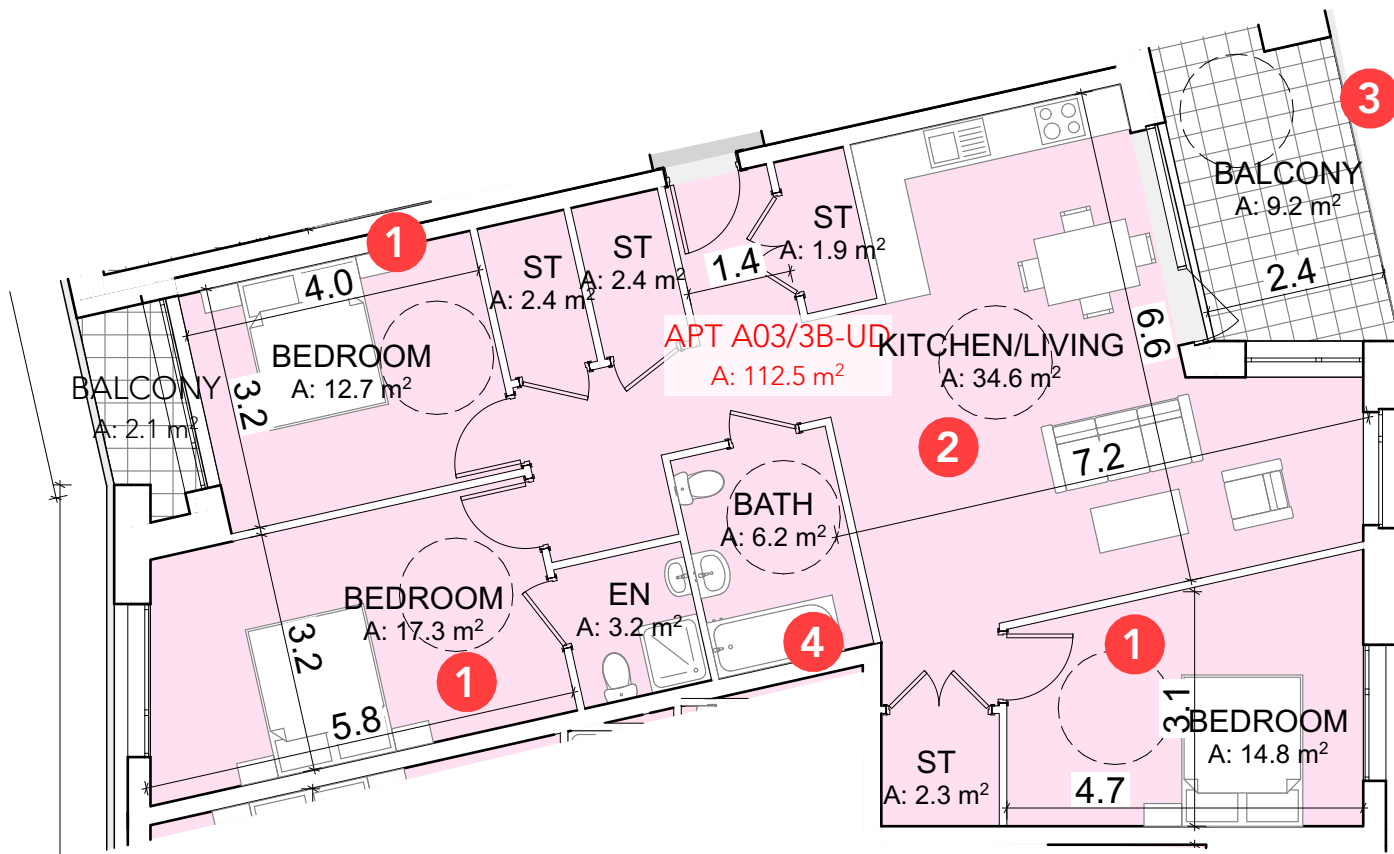 3
BALCONY
A: 9.2 m²
2.4
1
4.0
ST
A: 2.4 m²
ST
A: 2.4 m²
1.4
ST
A: 1.9 m²
APT A03/3B-UD
A: 112.5 m²
KITCHEN/LIVING
A: 34.6 m²
6.6
BEDROOM
A: 12.7 m²
3.2
BALCONY
A: 2.1 m²
2
7.2
BATH
A: 6.2 m²
4
EN
A: 3.2 m²
BEDROOM
A: 17.3 m²
3.2
1
5.8
1
3.1
BEDROOM
A: 14.8 m²
4.7
ST
A: 2.3 m²